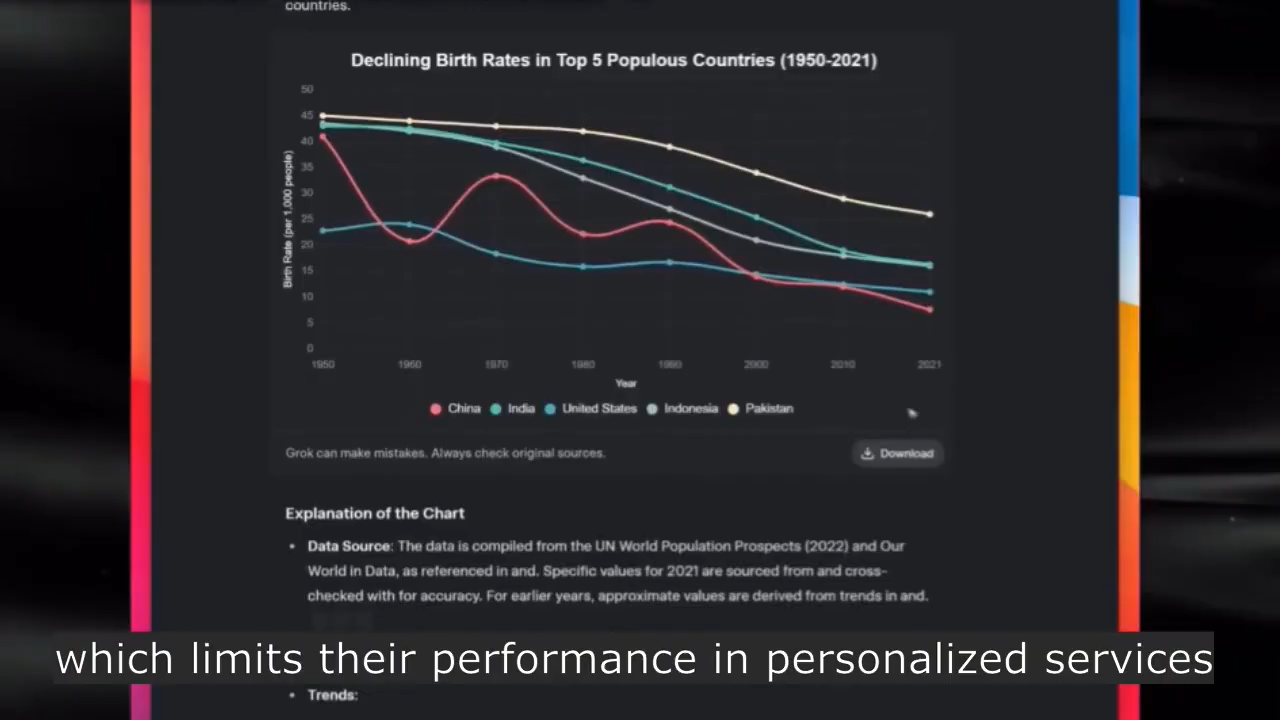 countries.
Declining Birth Rates in Top 5 Populous Countries (1950-2021)
50
45
40
35
30
25
20
15
10
5
0
Birth Rate (per 1,000 people)
1950 1960 1970 1980 1990 2000 2010 2021
Year
China India United States Indonesia Pakistan
Grok can make mistakes. Always check original sources.
Download
Explanation of the Chart
• Data Source: The data is compiled from the UN World Population Prospects (2022) and Our
World in Data, as referenced in and. Specific values for 2021 are sourced from and cross-
checked with for accuracy. For earlier years, approximate values are derived from trends in and.
which limits their performance in personalized services
• Trends: